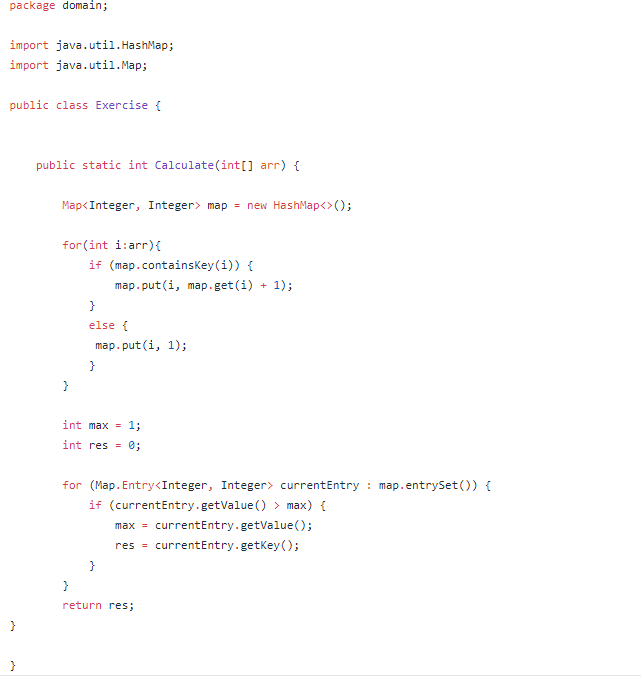 package domain;
import java.util.HashMap;
import java.util.Map;
public class Exercise {
public static int Calculate(int[] arr) {
Map<Integer, Integer> map = new HashMap<>();
for(int i:arr){
if (map.containsKey(i)) {
map.put(i, map.get(i) + 1);
}
else {
map.put(i, 1);
}
}
int max = 1;
int res = 0;
for (Map.Entry<Integer, Integer> currentEntry : map.entrySet()) {
if (currentEntry.getValue() > max) {
max = currentEntry.getValue();
res = currentEntry.getKey();
}
}
return res;
}
}